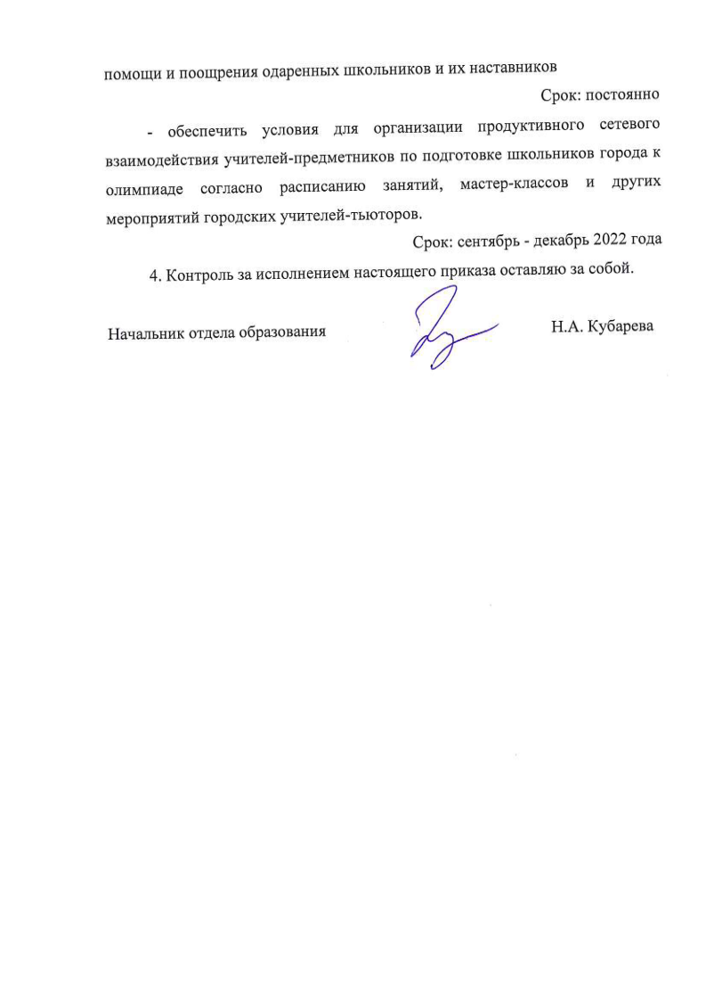 помощи и поощрения одаренных школьников и их наставников
Срок: постоянно
- обеспечить условия для организации продуктивного сетевого
взаимодействия учителей-предметников по подготовке школьников города к
олимпиаде согласно расписанию занятий, мастер-классов и других
мероприятий городских учителей-тьюторов.
Срок: сентябрь - декабрь 2022 года
4. Контроль за исполнением настоящего приказа оставляю за собой.
Начальник отдела образования Н.А. Кубарева